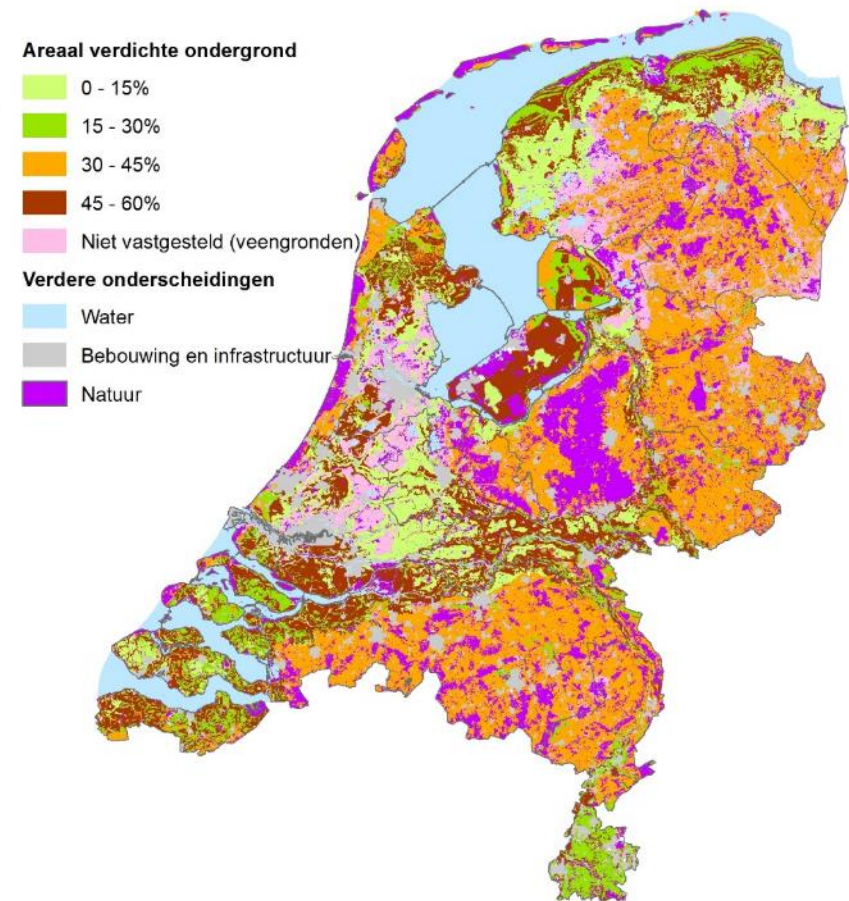 Areaal verdichte ondergrond
0 - 15%
15 - 30%
30 - 45%
45 - 60%
Niet vastgesteld (veengronden)
Verdere onderscheidingen
Water
Bebouwing en infrastructuur
Natuur